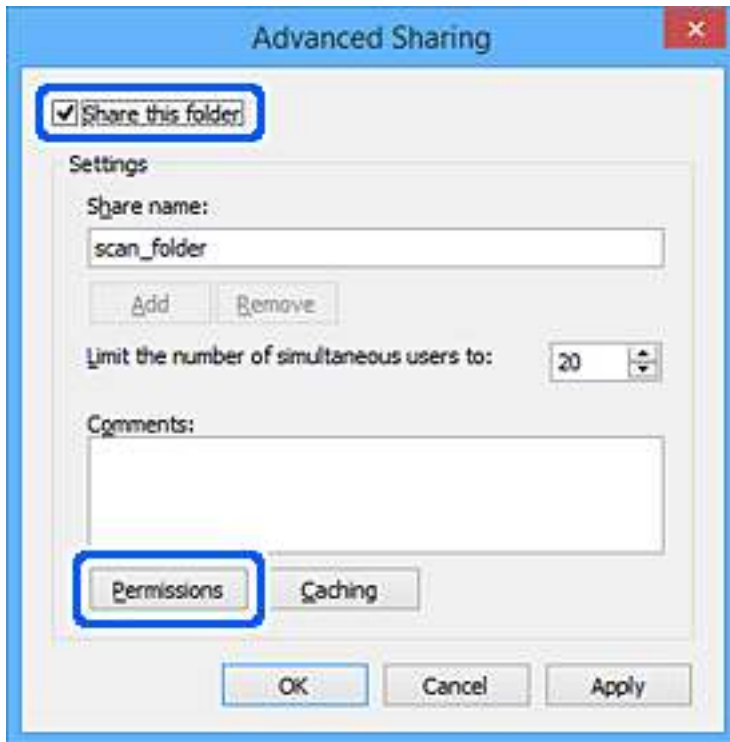 Advanced Sharing
Share this folder
Settings
Share name:
scan_folder
Add Remove
Limit the number of simultaneous users to: 20
Comments:
Permissions Caching
OK Cancel Apply